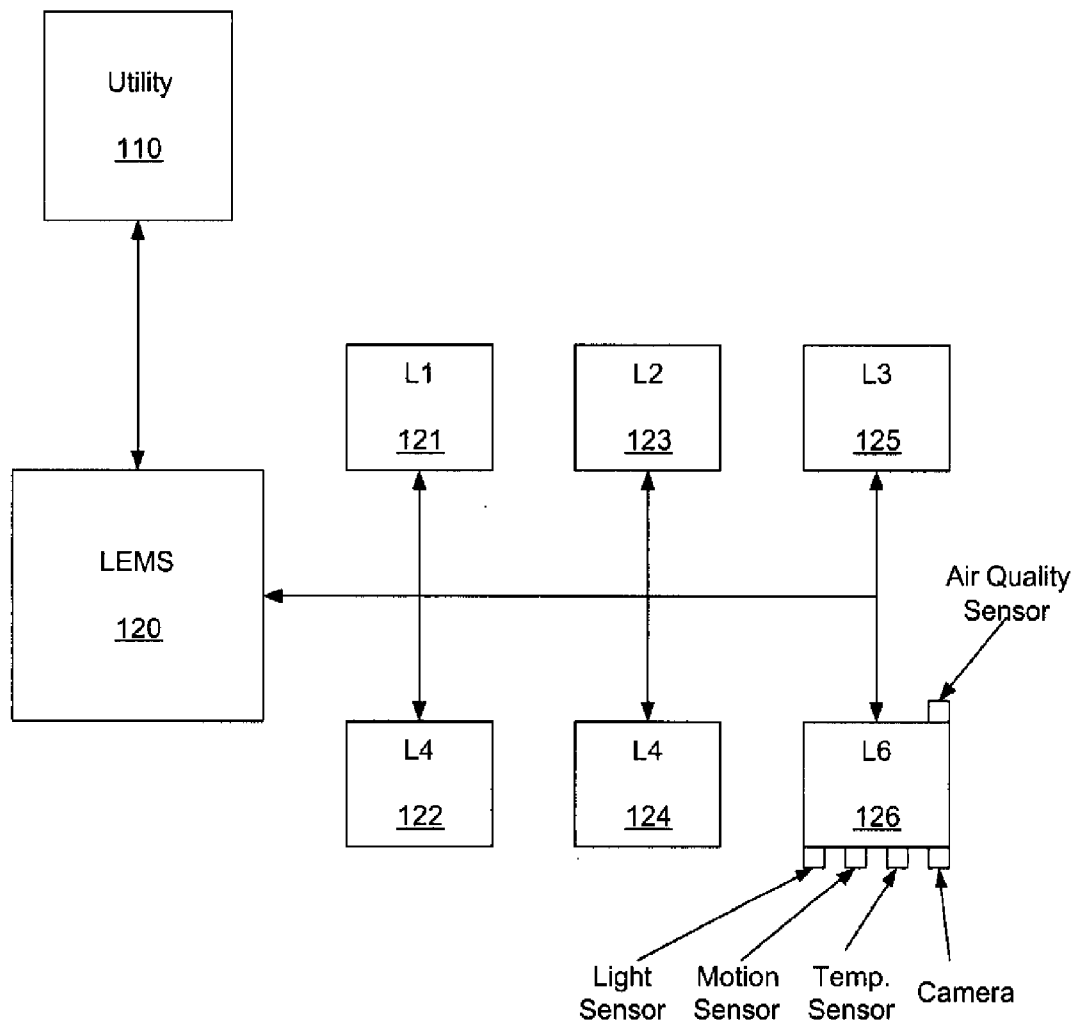 Utility
110
L1
121
L2
123
L3
125
LEMS
120
Air Quality
Sensor
L4
122
L4
124
L6
126
Light
Sensor
Motion
Sensor
Temp.
Sensor
Camera